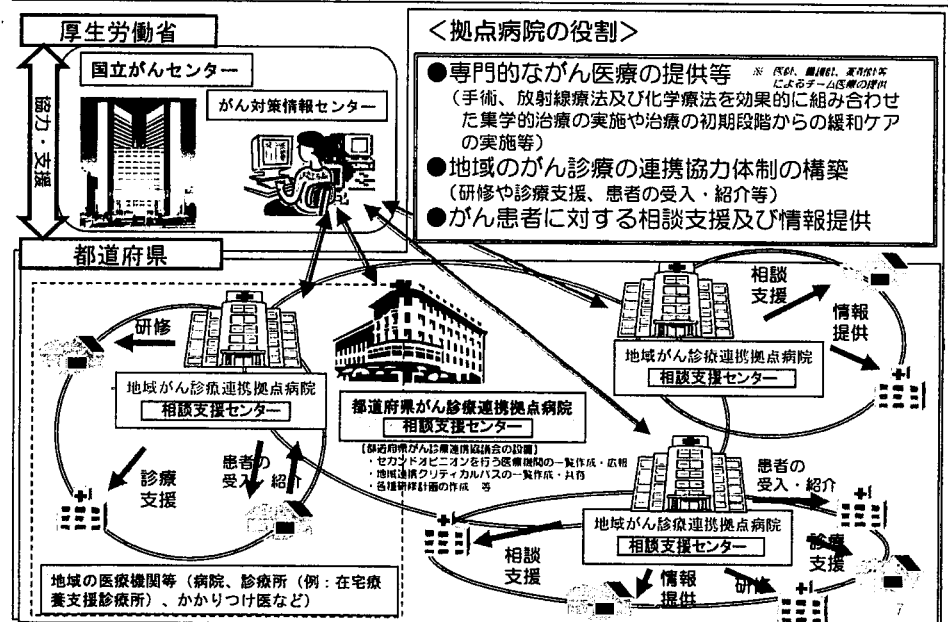 厚生労働省
国立がんセンター
がん対策情報センター
協力・支援
<拠点病院の役割>
●専門的ながん医療の提供等
によるチーム医療の提供
(手術、放射線療法及び化学療法を効果的に組み合わせ
た集学的治療の実施や治療の初期段階からの緩和ケア
の実施等)
●地域のがん診療の連携協力体制の構築
(研修や診療支援、患者の受入・紹介等)
●がん患者に対する相談支援及び情報提供
都道府県
研修
地域がん診療連携拠点病院
相談支援センター
診療
支援
患者の
受入・紹介
地域の医療機関等(病院、診療所(例:在宅療
養支援診療所)、かかりつけ医など)
都道府県がん診療連携拠点病院
相談支援センター
【都道府県がん診療連携協議会の設置】
・セカンドオピニオンを行う医療機関の一覧作成・広報
・地域連携クリティカルパスの一覧作成・共有
・各種研修計画の作成 等
相談
支援
情報
提供
地域がん診療連携拠点病院
相談支援センター
患者の
受入・紹介
地域がん診療連携拠点病院
相談支援センター
相談
支援
情報
提供
研修
診療
支援
7